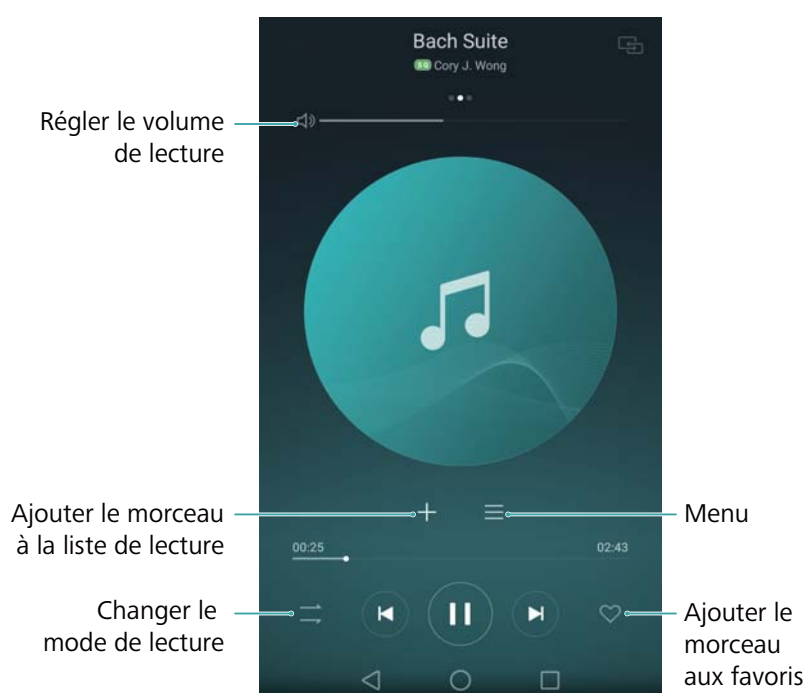 Bach Suite
SQ Cory J. Wong
Régler le volume
de lecture
Ajouter le morceau
à la liste de lecture
Menu
00:25
02:43
Changer le
mode de lecture
Ajouter le
morceau
aux favoris